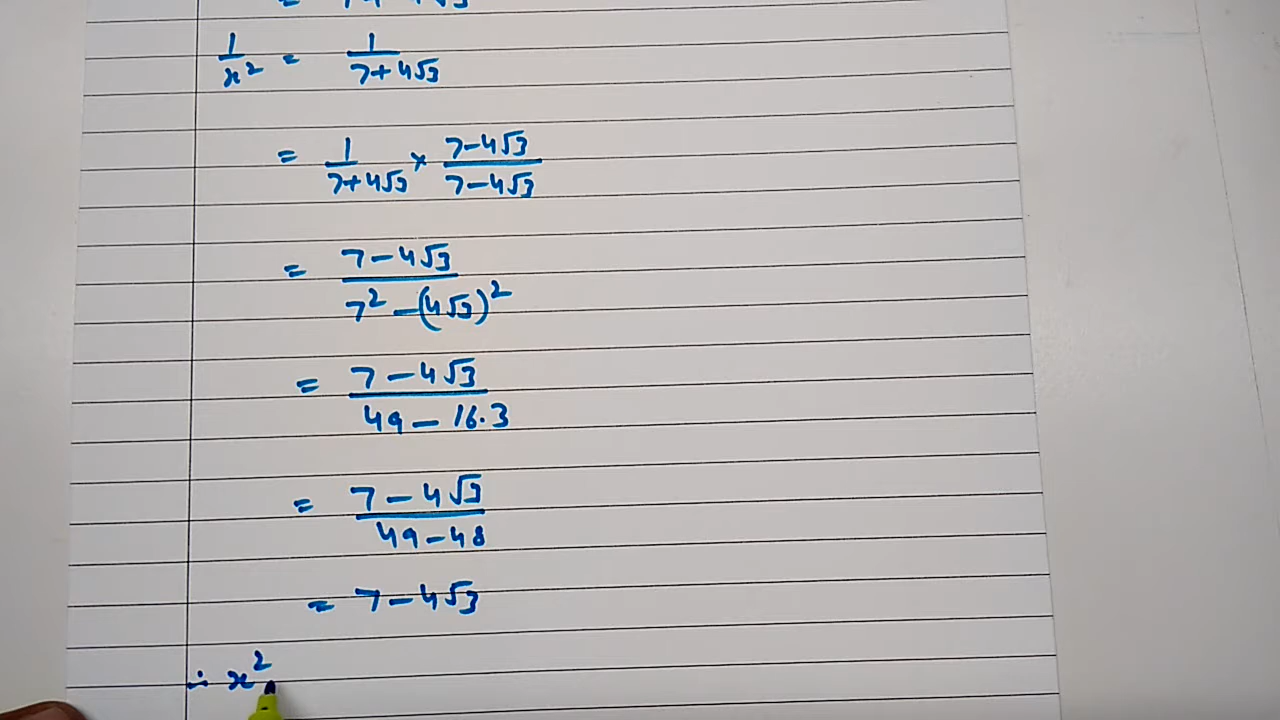 1/x² = 1/(7+4√3)
= 1/(7+4√3) × (7-4√3)/(7-4√3)
= (7-4√3)/(7² - (4√3)²)
= (7-4√3)/(49-16.3)
= (7-4√3)/(49-48)
= 7-4√3
∴ x²